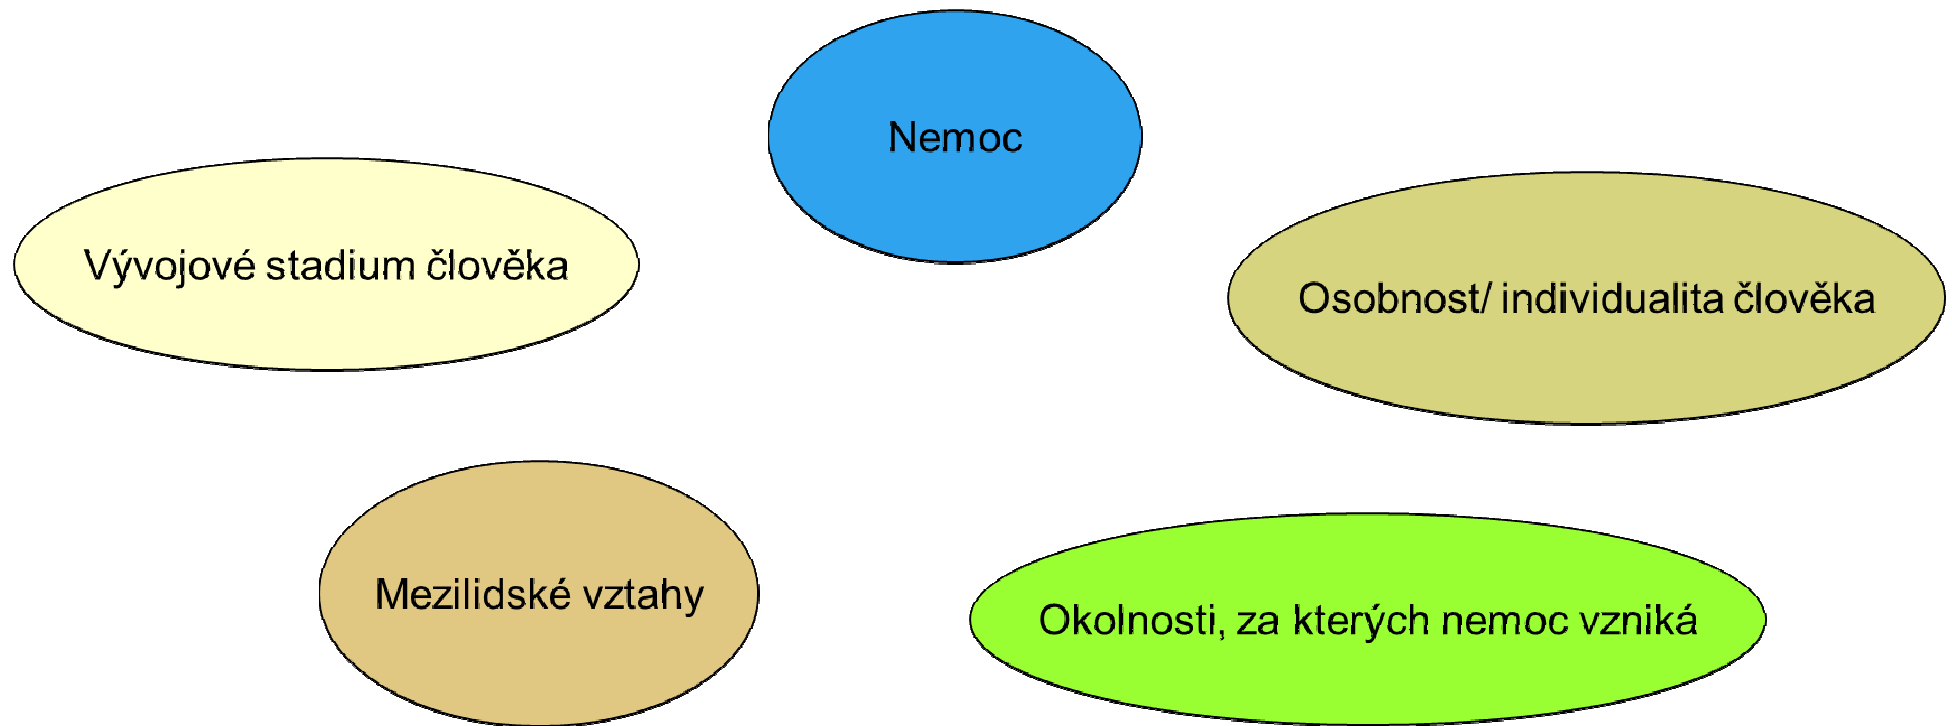 Nemoc
Vývojové stadium člověka
Osobnost/ individualita člověka
Mezilidské vztahy
Okolnosti, za kterých nemoc vzniká